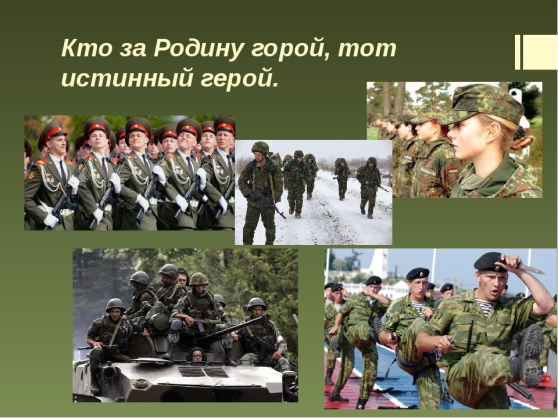 Кто за Родину горой, тот
истинный герой.